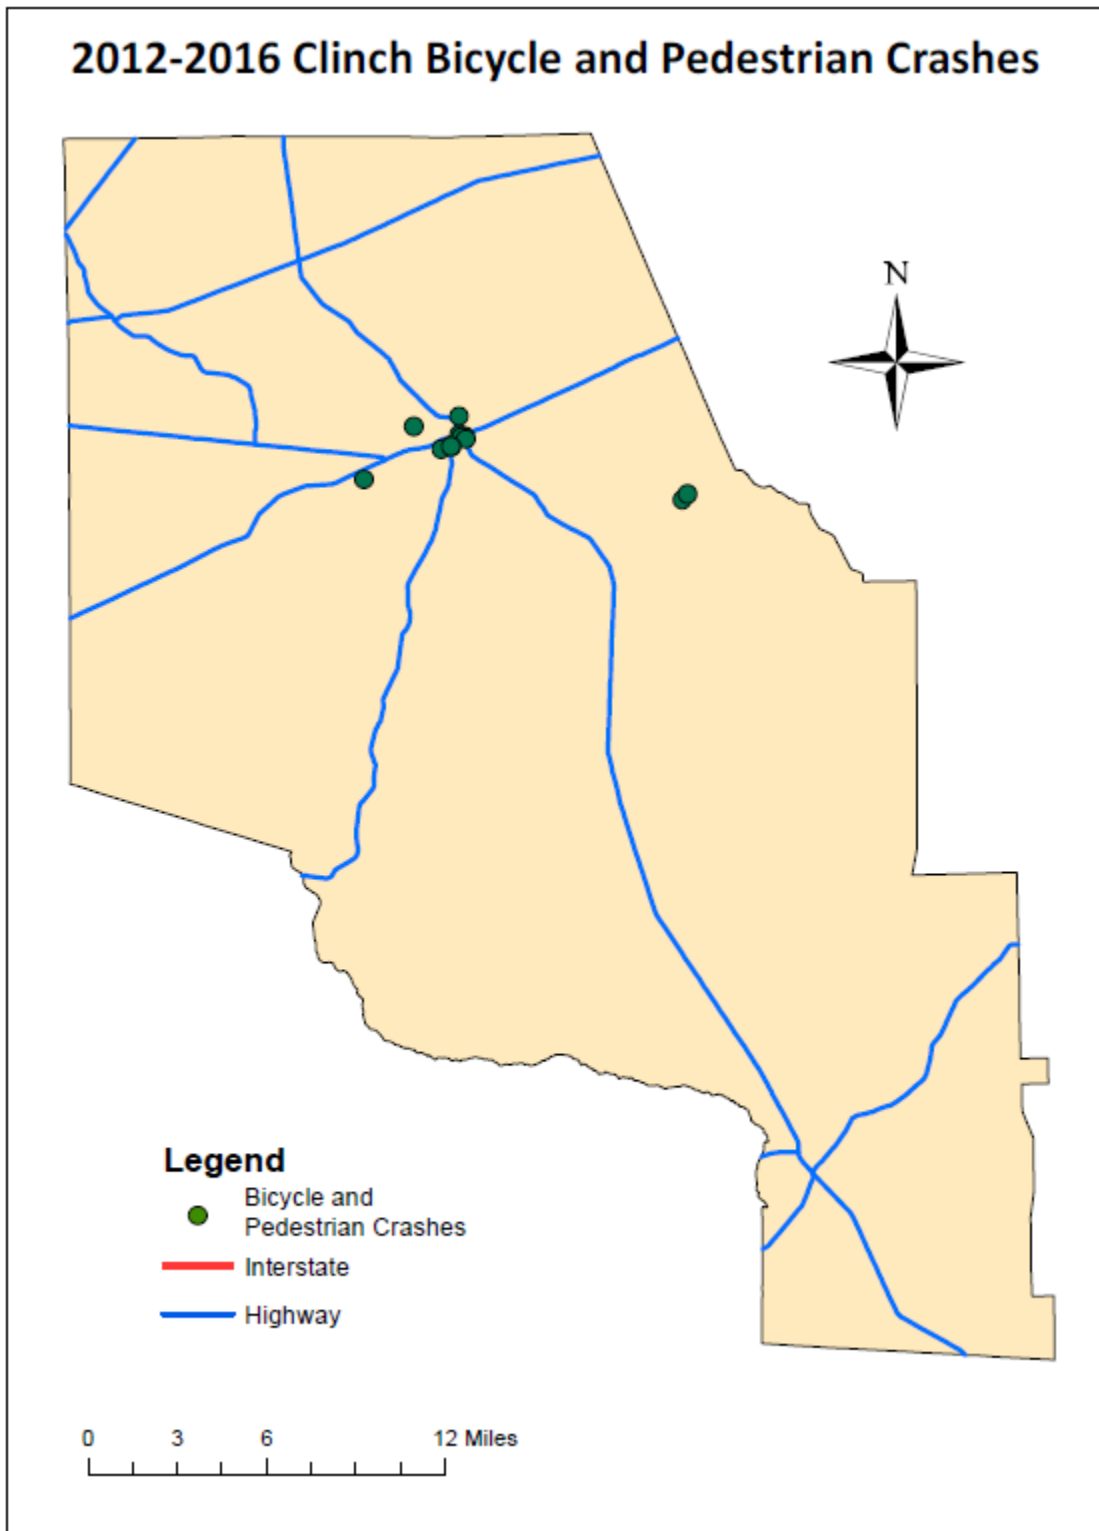 2012-2016 Clinch Bicycle and Pedestrian Crashes
N
Legend
Bicycle and
Pedestrian Crashes
Interstate
Highway
0 3 6 12 Miles